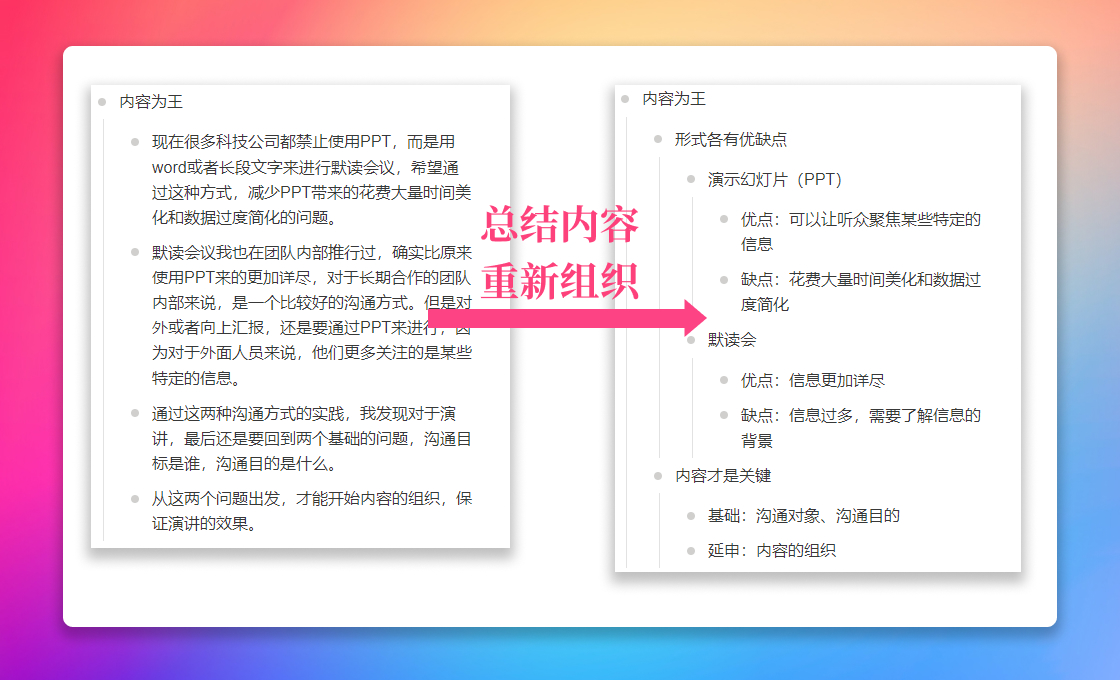 内容为王
现在很多科技公司都禁止使用PPT，而是用
word或者长段文字来进行默读会议，希望通
过这种方式，减少PPT带来的花费大量时间美
化和数据过度简化的问题。
默读会议我也在团队内部推行过，确实比原来
使用PPT来的更加详尽，对于长期合作的团队
内部来说，是一个比较好的沟通方式。但是对
外或者向上汇报，还是要通过PPT来进行，因
为对于外面人员来说，他们更多关注的是某些
特定的信息。
通过这两种沟通方式的实践，我发现对于演
讲，最后还是要回到两个基础的问题，沟通目
标是谁，沟通目的是什么。
从这两个问题出发，才能开始内容的组织，保
证演讲的效果。
总结内容
重新组织
内容为王
形式各有优缺点
演示幻灯片（PPT）
优点：可以让听众聚焦某些特定的
信息
缺点：花费大量时间美化和数据过
度简化
默读会
优点：信息更加详尽
缺点：信息过多，需要了解信息的
背景
内容才是关键
基础：沟通对象、沟通目的
延申：内容的组织